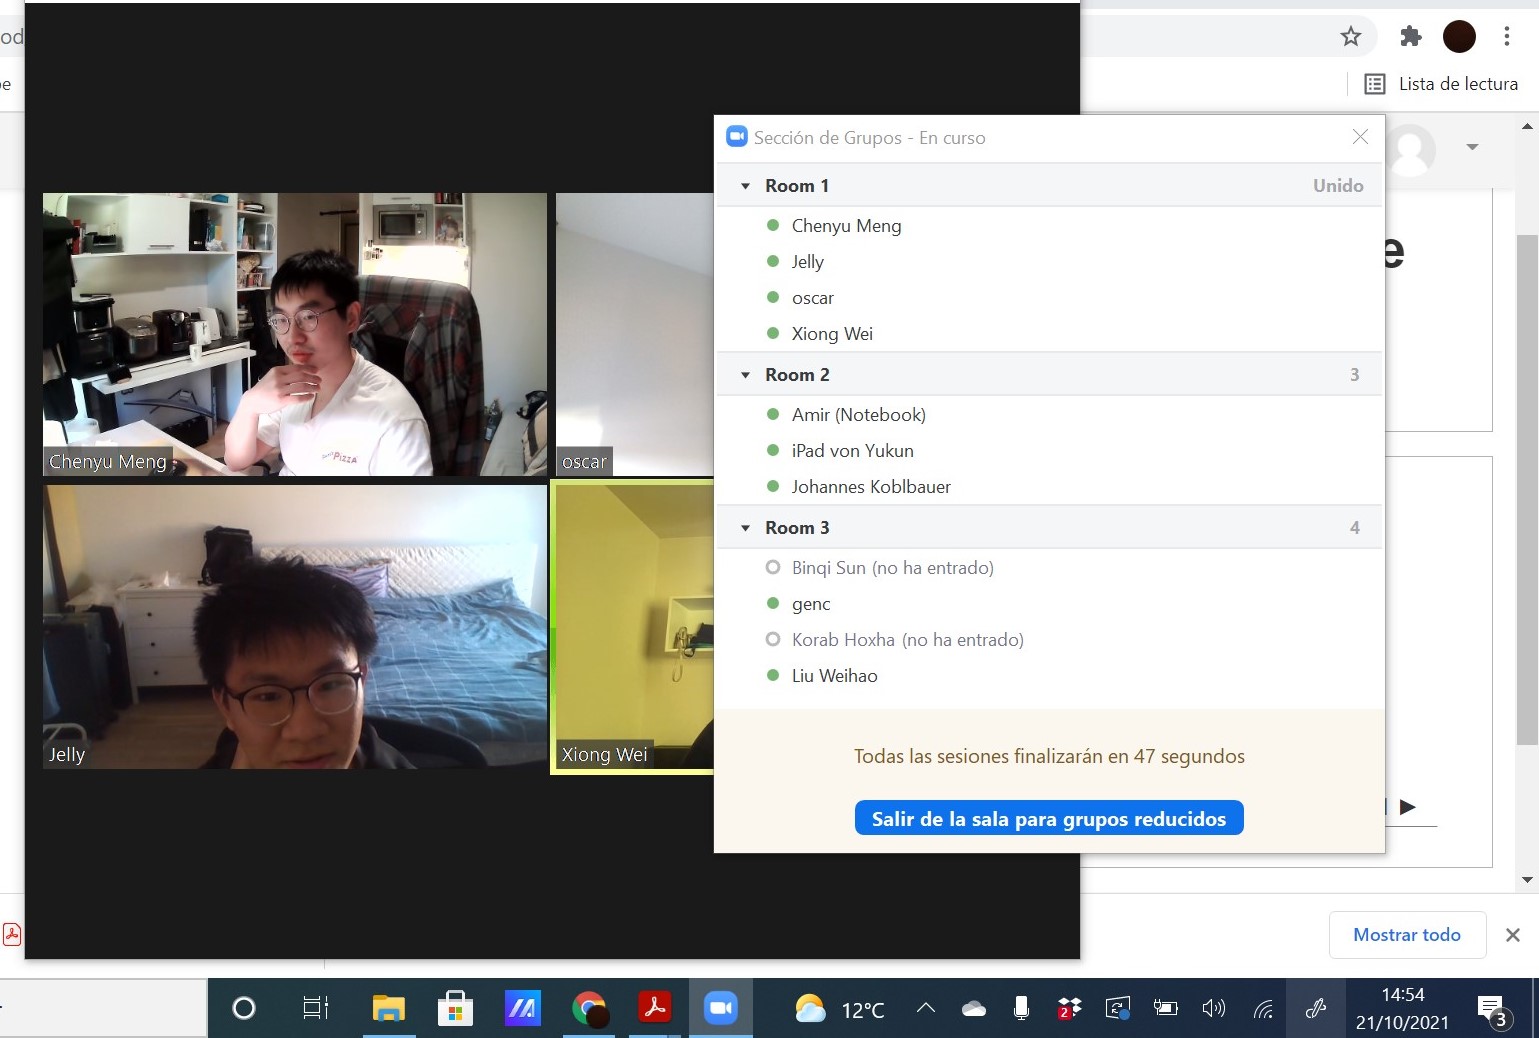 od
Lista de lectura
Sección de Grupos - En curso
Room 1 Unido
Chenyu Meng
Jelly
oscar
Xiong Wei
Room 2 3
Amir (Notebook)
iPad von Yukun
Johannes Koblbauer
Room 3 4
Binqi Sun (no ha entrado)
genc
Korab Hoxha (no ha entrado)
Liu Weihao
Todas las sesiones finalizarán en 47 segundos
Salir de la sala para grupos reducidos
PIZZA
Chenyu Meng
oscar
Jelly
Xiong Wei
e
Mostrar todo
12°C
2
14:54
21/10/2021
3